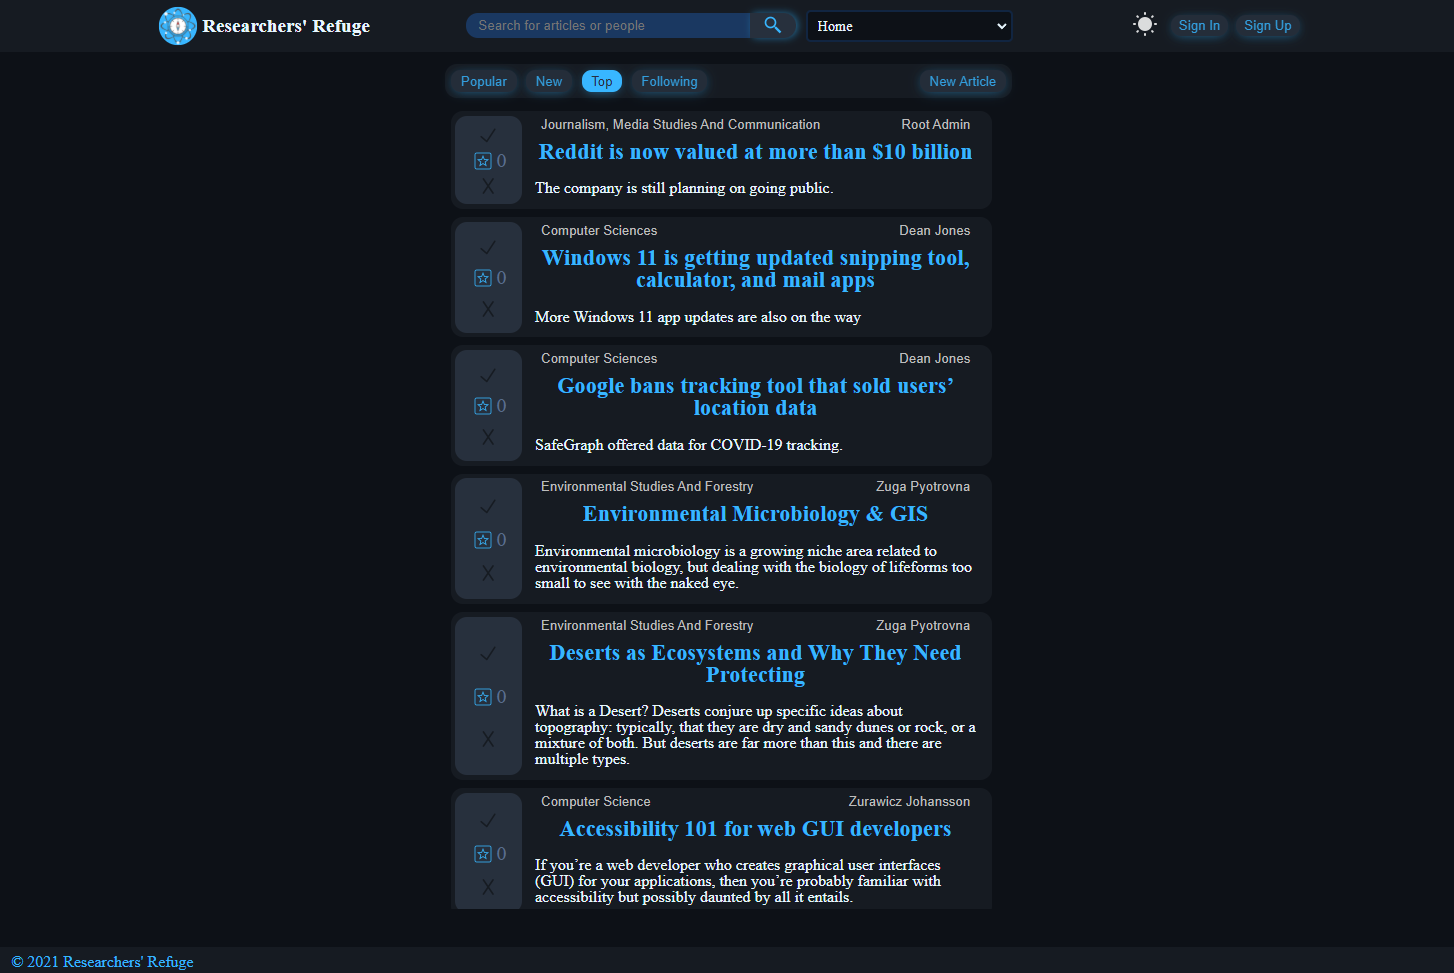 Researchers' Refuge
Search for articles or people
Home
Sign In
Sign Up
Popular
New
Top
Following
New Article
Journalism, Media Studies And Communication
Root Admin
Reddit is now valued at more than $10 billion
0
The company is still planning on going public.
X
Computer Sciences
Dean Jones
Windows 11 is getting updated snipping tool,
calculator, and mail apps
0
X
More Windows 11 app updates are also on the way
Computer Sciences
Dean Jones
Google bans tracking tool that sold users’
location data
0
X
SafeGraph offered data for COVID-19 tracking.
Environmental Studies And Forestry
Zuga Pyotrovna
Environmental Microbiology & GIS
0
X
Environmental microbiology is a growing niche area related to
environmental biology, but dealing with the biology of lifeforms too
small to see with the naked eye.
Environmental Studies And Forestry
Zuga Pyotrovna
Deserts as Ecosystems and Why They Need
Protecting
0
X
What is a Desert? Deserts conjure up specific ideas about
topography: typically, that they are dry and sandy dunes or rock, or a
mixture of both. But deserts are far more than this and there are
multiple types.
Computer Science
Zurawicz Johansson
Accessibility 101 for web GUI developers
0
X
If you’re a web developer who creates graphical user interfaces
(GUI) for your applications, then you’re probably familiar with
accessibility but possibly daunted by all it entails.
© 2021 Researchers' Refuge